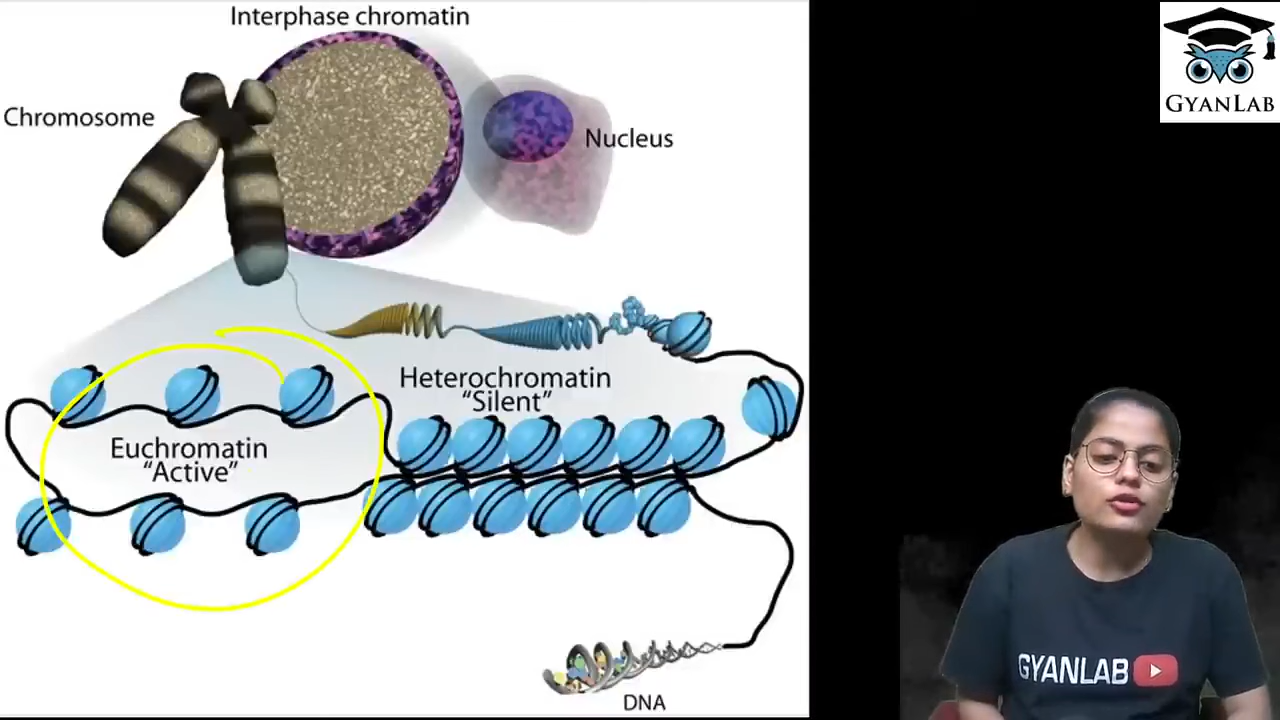 Interphase chromatin
Chromosome
Nucleus
GYANLAB
Heterochromatin
“Silent”
Euchromatin
“Active”
GYANLAB
DNA